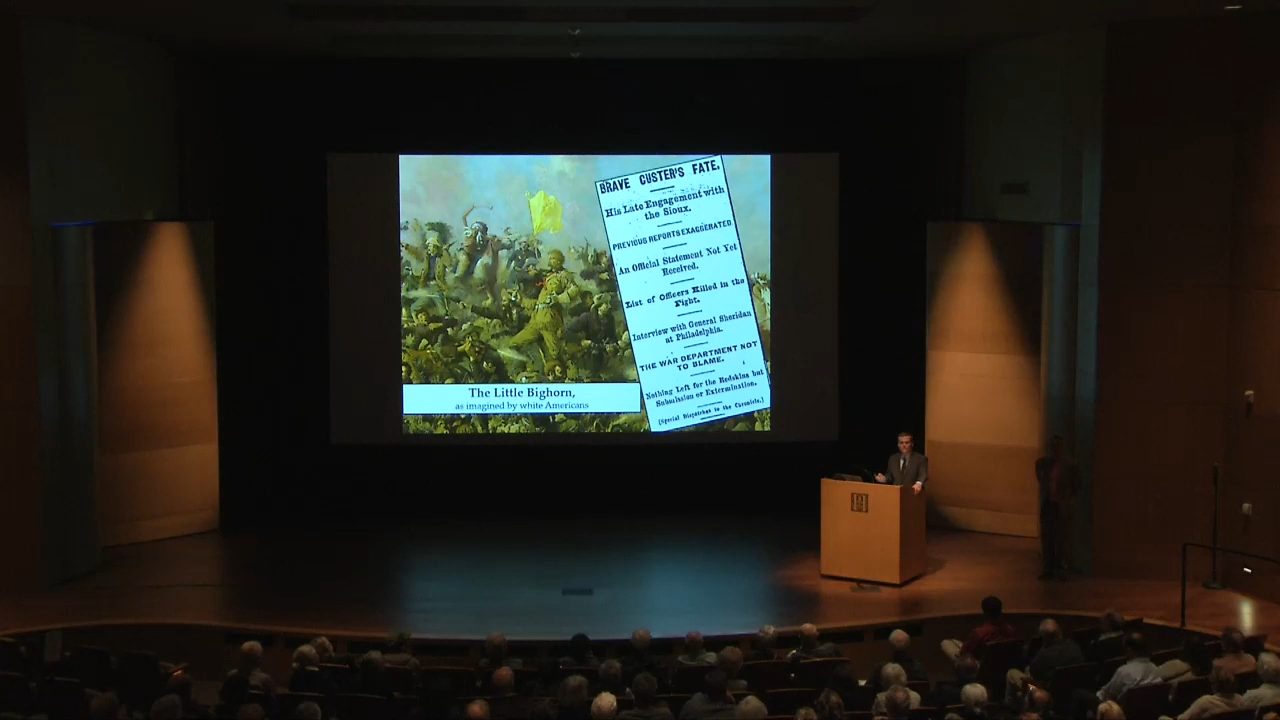 BRAVE CUSTER'S FATE.
His Late Engagement with
the Sioux.
PREVIOUS REPORTS EXAGGERATED
An Official Statement Not Yet
Received.
List of Officers Killed in the
Fight.
Interview with General Sheridan
at Philadelphia.
THE WAR DEPARTMENT NOT
TO BLAME.
Nothing Left for the Redskins but
Submission or Extermination.
[Special Dispatches to the Chronicle.]
The Little Bighorn,
as imagined by white Americans